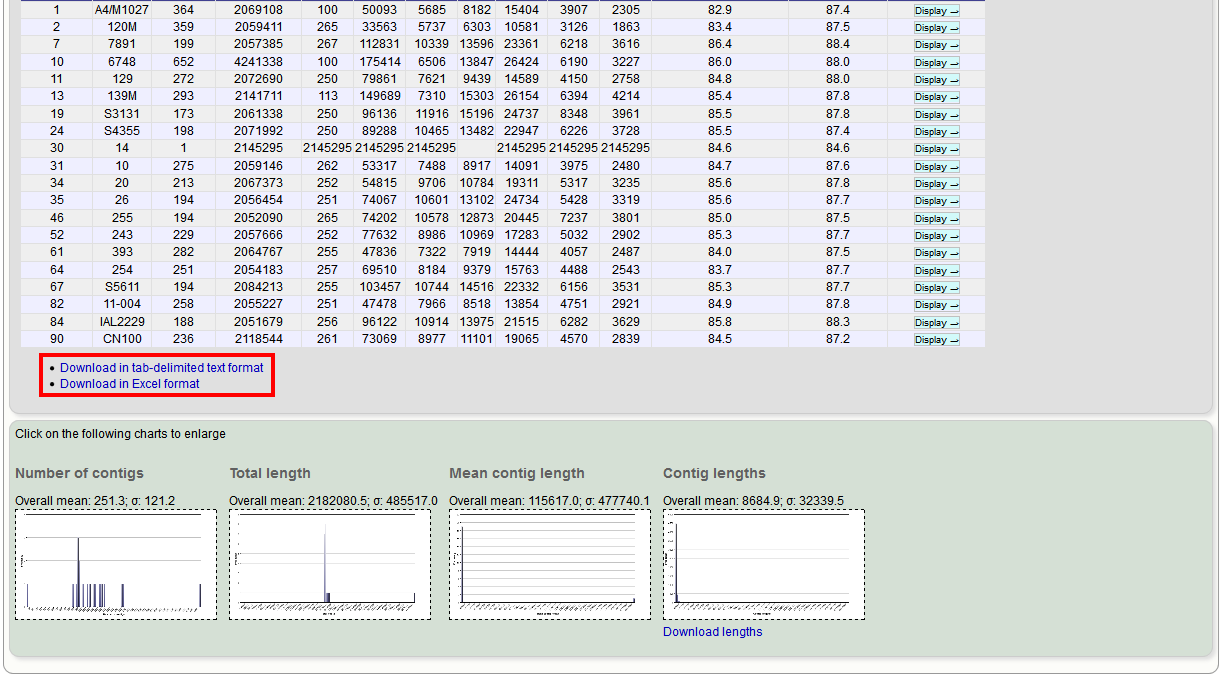 1 A4/M1027 364 2069108 100 50093 5685 8182 15404 3907 2305 82.9 87.4 Display →
2 120M 359 2059411 265 33563 5737 6303 10581 3126 1863 83.4 87.5 Display →
7 7891 199 2057385 267 112831 10339 13596 23361 6218 3616 86.4 88.4 Display →
10 6748 652 4241338 100 175414 6506 13847 26424 6190 3227 86.0 88.0 Display →
11 129 272 2072690 250 79861 7621 9439 14589 4150 2758 84.8 88.0 Display →
13 139M 293 2141711 113 149689 7310 15303 26154 6394 4214 85.4 87.8 Display →
19 S3131 173 2061338 250 96136 11916 15196 24737 8348 3961 85.5 87.8 Display →
24 S4355 198 2071992 250 89288 10465 13482 22947 6226 3728 85.5 87.4 Display →
30 14 1 2145295 2145295 2145295 2145295 2145295 2145295 2145295 84.6 84.6 Display →
31 10 275 2059146 262 53317 7488 8917 14091 3975 2480 84.7 87.6 Display →
34 20 213 2067373 252 54815 9706 10784 19311 5317 3235 85.6 87.8 Display →
35 26 194 2056454 251 74067 10601 13102 24734 5428 3319 85.6 87.7 Display →
46 255 194 2052090 265 74202 10578 12873 20445 7237 3801 85.0 87.5 Display →
52 243 229 2057666 252 77632 8986 10969 17283 5032 2902 85.3 87.7 Display →
61 393 282 2064767 255 47836 7322 7919 14444 4057 2487 84.0 87.5 Display →
64 254 251 2054183 257 69510 8184 9379 15763 4488 2543 83.7 87.7 Display →
67 S5611 194 2084213 255 103457 10744 14516 22332 6156 3531 85.3 87.7 Display →
82 11-004 258 2055227 251 47478 7966 8518 13854 4751 2921 84.9 87.8 Display →
84 IAL2229 188 2051679 256 96122 10914 13975 21515 6282 3629 85.8 88.3 Display →
90 CN100 236 2118544 261 73069 8977 11101 19065 4570 2839 84.5 87.2 Display →
• Download in tab-delimited text format
• Download in Excel format
Click on the following charts to enlarge
Number of contigs Total length Mean contig length Contig lengths
Overall mean: 251.3; σ: 121.2 Overall mean: 2182080.5; σ: 485517.0 Overall mean: 115617.0; σ: 477740.1 Overall mean: 8684.9; σ: 32339.5
Download lengths